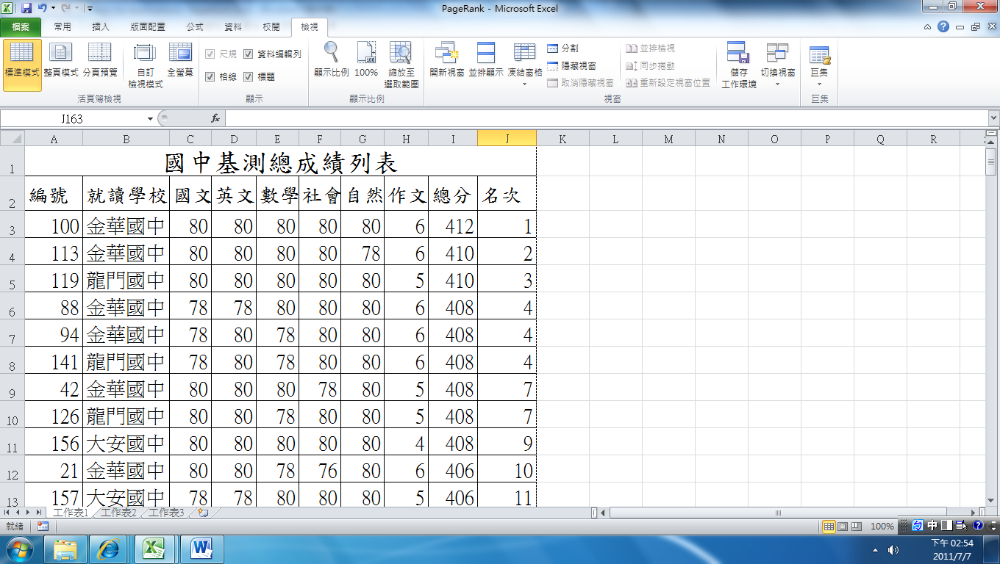 PageRank - Microsoft Excel
檔案 常用 插入 版面配置 公式 資料 校閱 檢視
標準模式 整頁模式 分頁預覽 自訂檢視模式 全螢幕
活頁簿檢視
尺規 資料編輯列
格線 標題
顯示
顯示比例 100% 縮放至選取範圍
顯示比例
開新視窗 並排顯示 凍結窗格
分割
隱藏視窗
取消隱藏視窗
並排檢視
同步捲動
重新設定視窗位置
儲存工作環境 切換視窗
視窗
巨集
巨集
J163 fx
A B C D E F G H I J K L M N O P Q R
1 國中基測總成績列表
2 編號 就讀學校 國文 英文 數學 社會 自然 作文 總分 名次
3 100 金華國中 80 80 80 80 80 6 412 1
4 113 金華國中 80 80 80 80 78 6 410 2
5 119 龍門國中 80 80 80 80 80 5 410 3
6 88 金華國中 78 78 80 80 80 6 408 4
7 94 金華國中 78 80 78 80 80 6 408 4
8 141 龍門國中 78 80 78 80 80 6 408 4
9 42 金華國中 80 80 80 78 80 5 408 7
10 126 龍門國中 80 80 78 80 80 5 408 7
11 156 大安國中 80 80 80 80 80 4 408 9
12 21 金華國中 80 80 78 76 80 6 406 10
13 157 大安國中 78 78 80 80 80 5 406 11
工作表1 工作表2 工作表3
就緒 100% 中
下午 02:54
2011/7/7